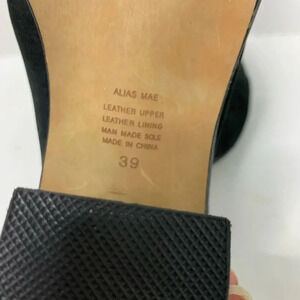 ALIAS MAE
LEATHER UPPER
LEATHER LINING
MAN MADE SOLE
MADE IN CHINA
39